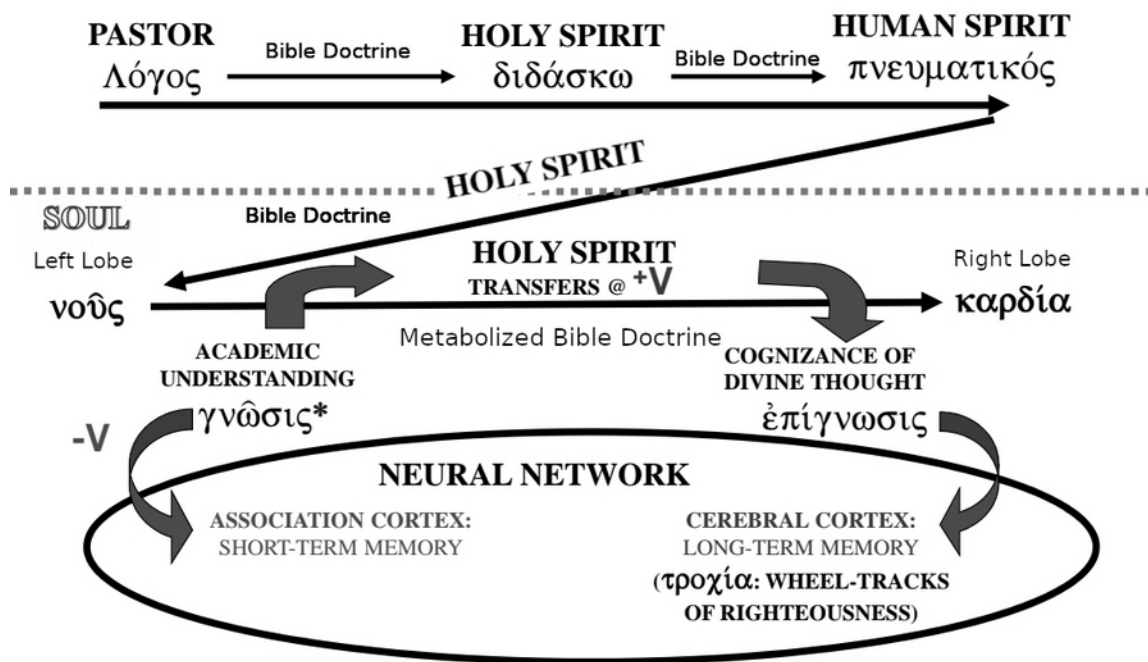 PASTOR
Λόγος
Bible Doctrine
HOLY SPIRIT
διδάσκω
Bible Doctrine
HUMAN SPIRIT
πνευματικός
HOLY SPIRIT
SOUL
Bible Doctrine
Left Lobe
νοῦς
HOLY SPIRIT
TRANSFERS @ +V
Right Lobe
καρδία
Metabolized Bible Doctrine
ACADEMIC
UNDERSTANDING
γνῶσις*
COGNIZANCE OF
DIVINE THOUGHT
ἐπίγνωσις
-V
NEURAL NETWORK
ASSOCIATION CORTEX:
SHORT-TERM MEMORY
CEREBRAL CORTEX:
LONG-TERM MEMORY
(τροχία: WHEEL-TRACKS
OF RIGHTEOUSNESS)